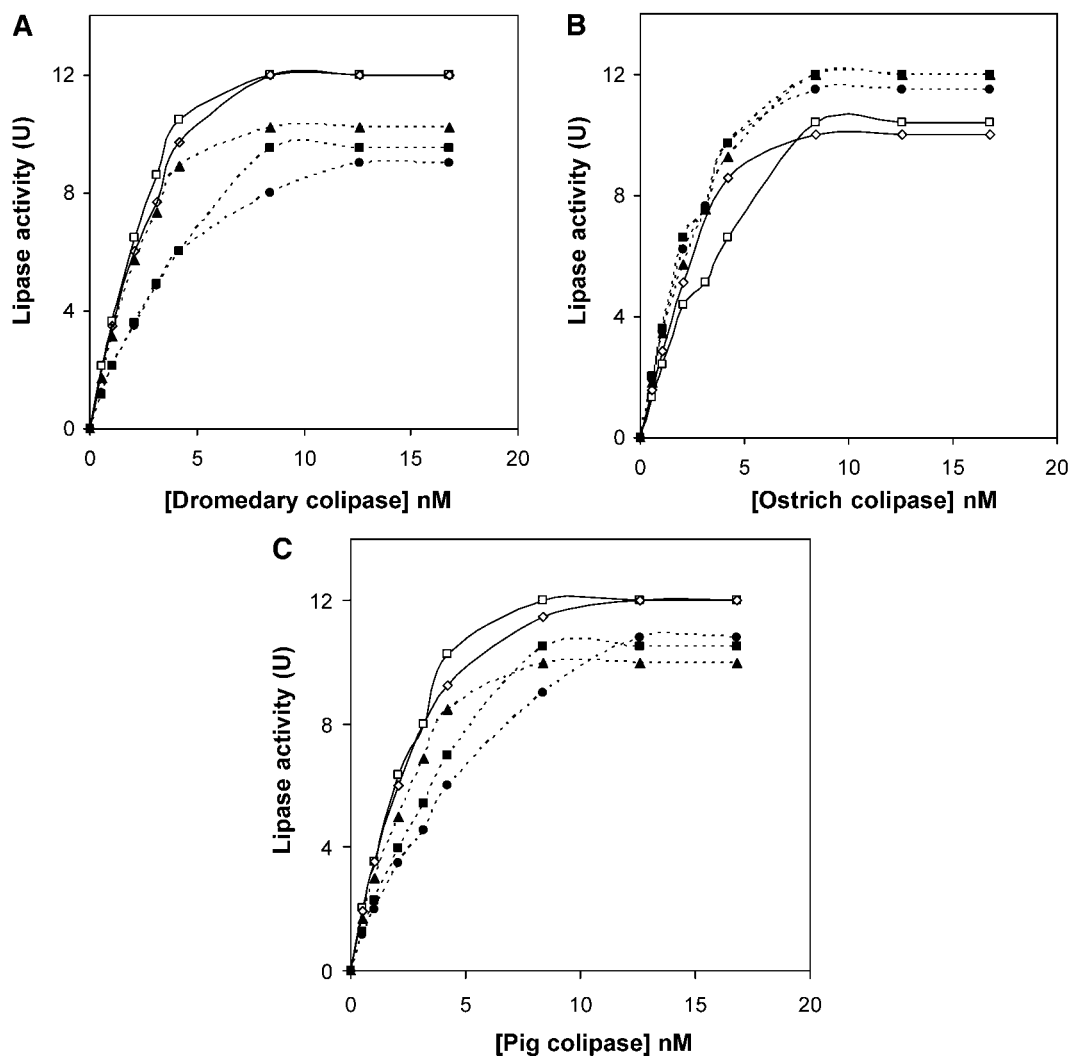 A
Lipase activity (U)
12
8
4
0
0 5 10 15 20
[Dromedary colipase] nM
B
Lipase activity (U)
12
8
4
0
0 5 10 15 20
[Ostrich colipase] nM
C
Lipase activity (U)
12
8
4
0
0 5 10 15 20
[Pig colipase] nM